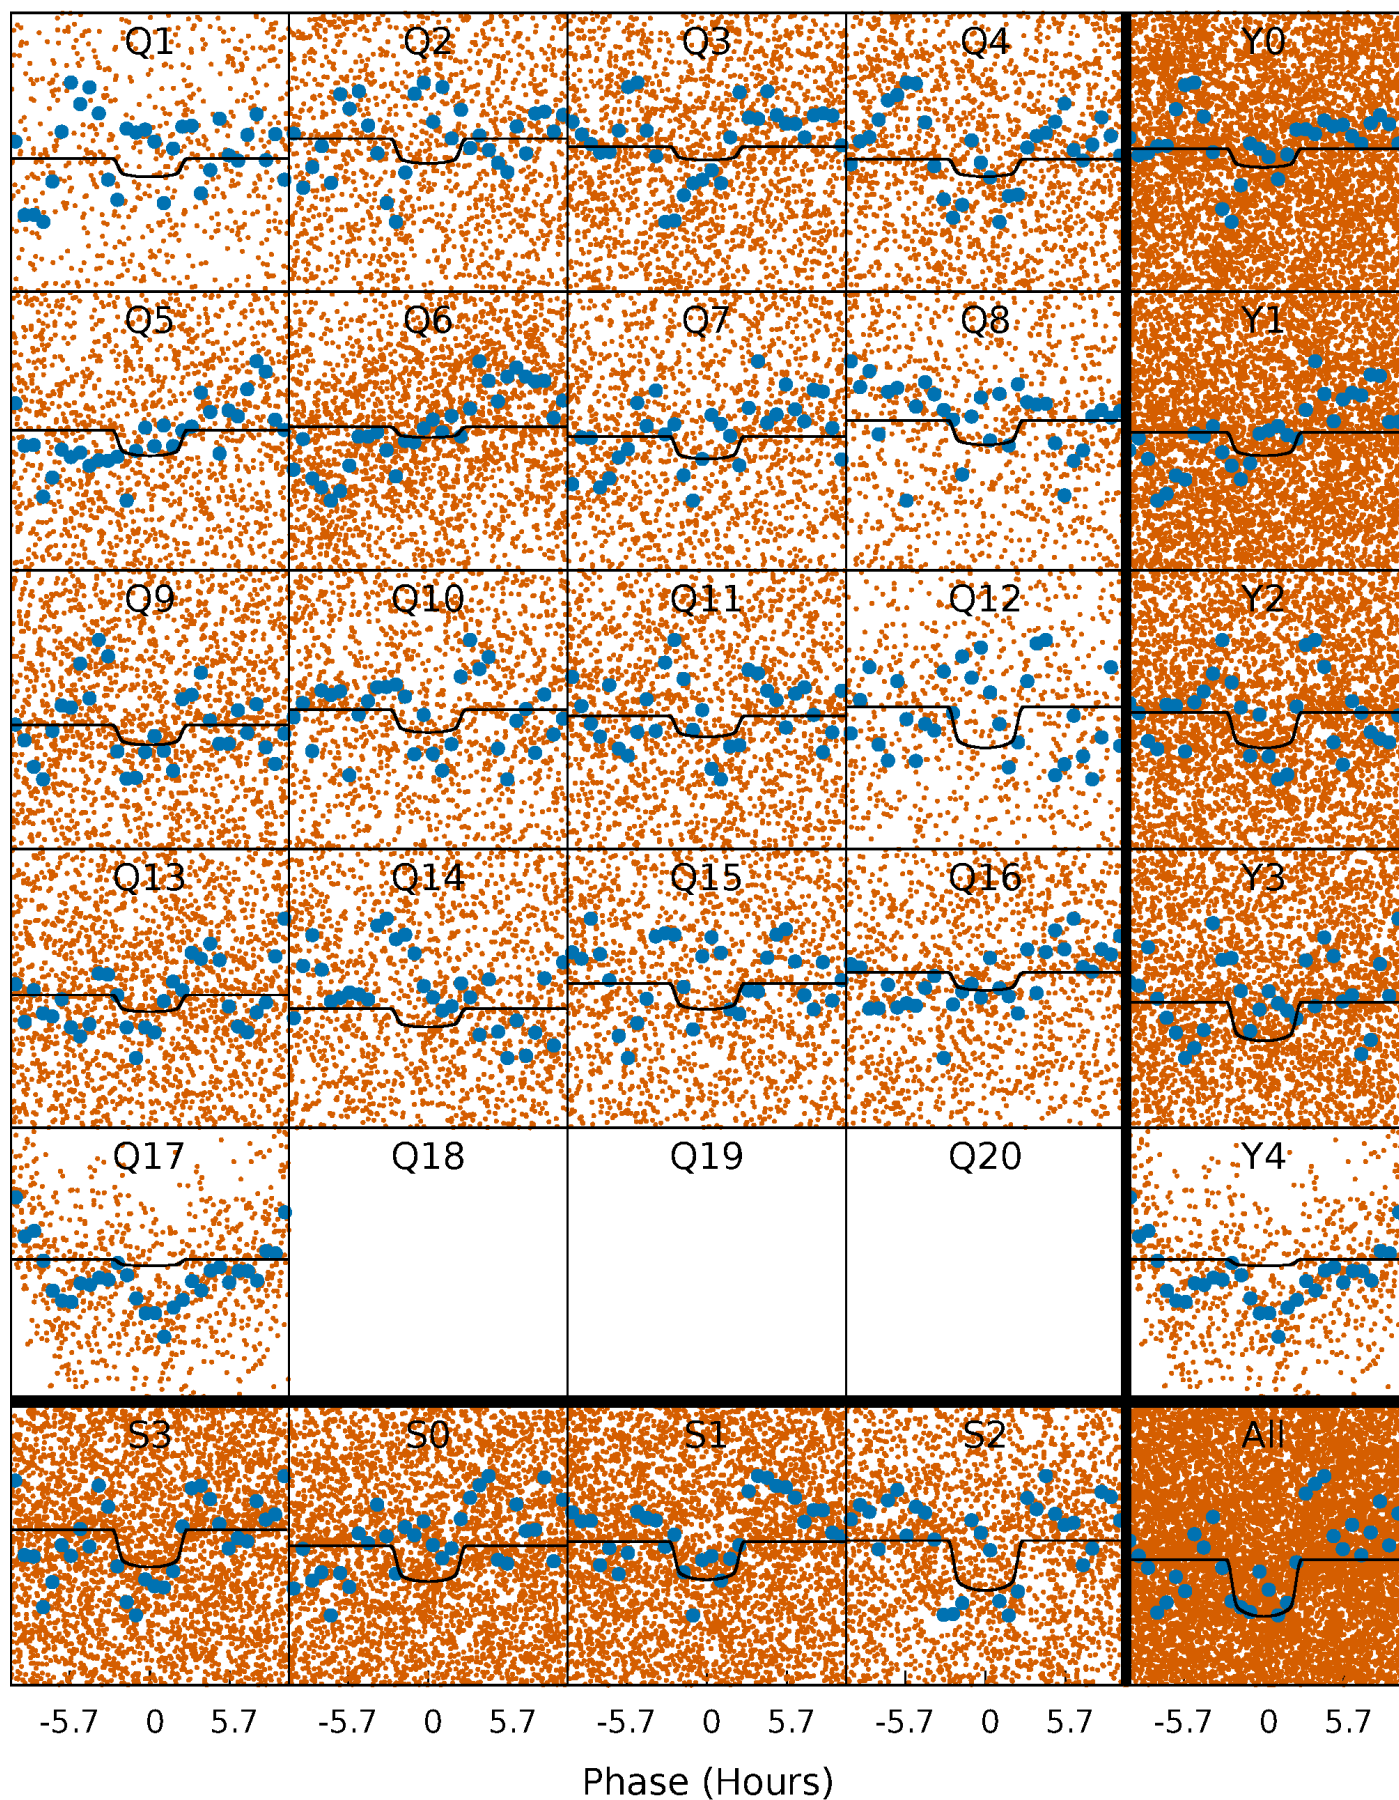 Q1 Q2 Q3 Q4 Y0
Q5 Q6 Q7 Q8 Y1
Q9 Q10 Q11 Q12 Y2
Q13 Q14 Q15 Q16 Y3
Q17 Q18 Q19 Q20 Y4
S3 S0 S1 S2 All
-5.7 0 5.7 -5.7 0 5.7 -5.7 0 5.7 -5.7 0 5.7 -5.7 0 5.7
Phase (Hours)